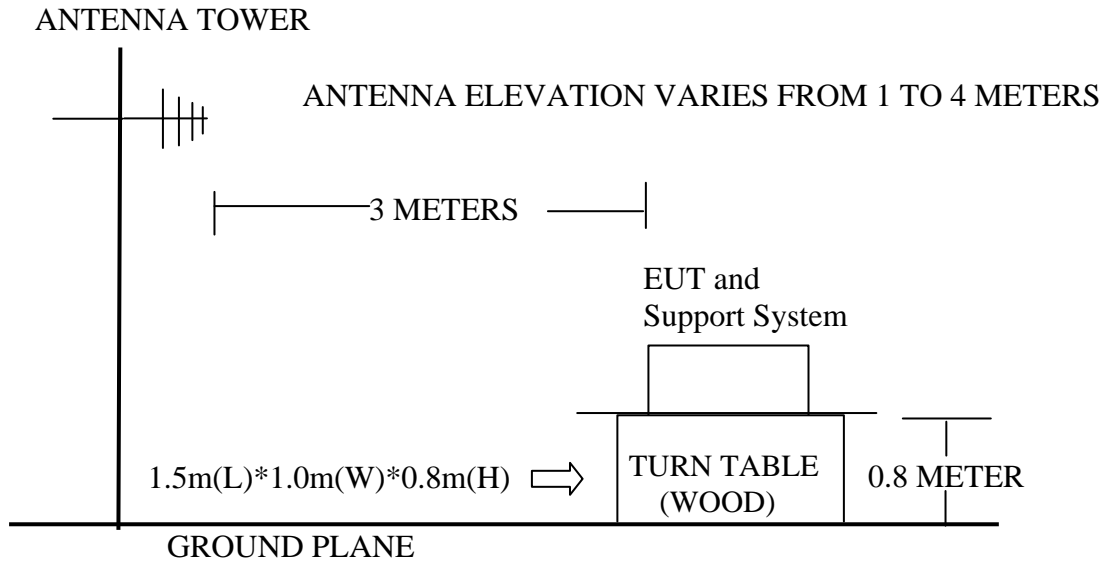 ANTENNA TOWER
ANTENNA ELEVATION VARIES FROM 1 TO 4 METERS
3 METERS
EUT and
Support System
1.5m(L)*1.0m(W)*0.8m(H)
TURN TABLE
(WOOD)
0.8 METER
GROUND PLANE